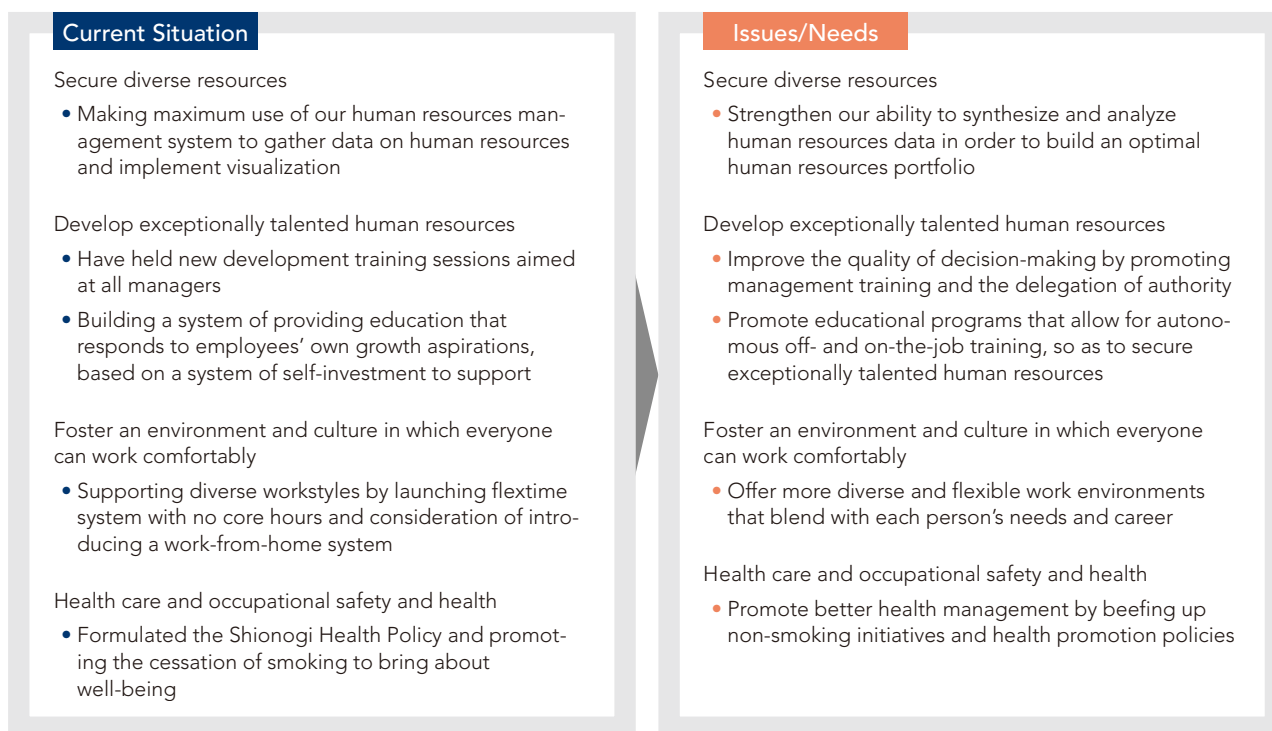 Current Situation
Secure diverse resources
• Making maximum use of our human resources man-
agement system to gather data on human resources
and implement visualization
Develop exceptionally talented human resources
• Have held new development training sessions aimed
at all managers
• Building a system of providing education that
responds to employees’ own growth aspirations,
based on a system of self-investment to support
Foster an environment and culture in which everyone
can work comfortably
• Supporting diverse workstyles by launching flextime
system with no core hours and consideration of intro-
ducing a work-from-home system
Health care and occupational safety and health
• Formulated the Shionogi Health Policy and promot-
ing the cessation of smoking to bring about
well-being
Issues/Needs
Secure diverse resources
• Strengthen our ability to synthesize and analyze
human resources data in order to build an optimal
human resources portfolio
Develop exceptionally talented human resources
• Improve the quality of decision-making by promoting
management training and the delegation of authority
• Promote educational programs that allow for autono-
mous off- and on-the-job training, so as to secure
exceptionally talented human resources
Foster an environment and culture in which everyone
can work comfortably
• Offer more diverse and flexible work environments
that blend with each person’s needs and career
Health care and occupational safety and health
• Promote better health management by beefing up
non-smoking initiatives and health promotion policies